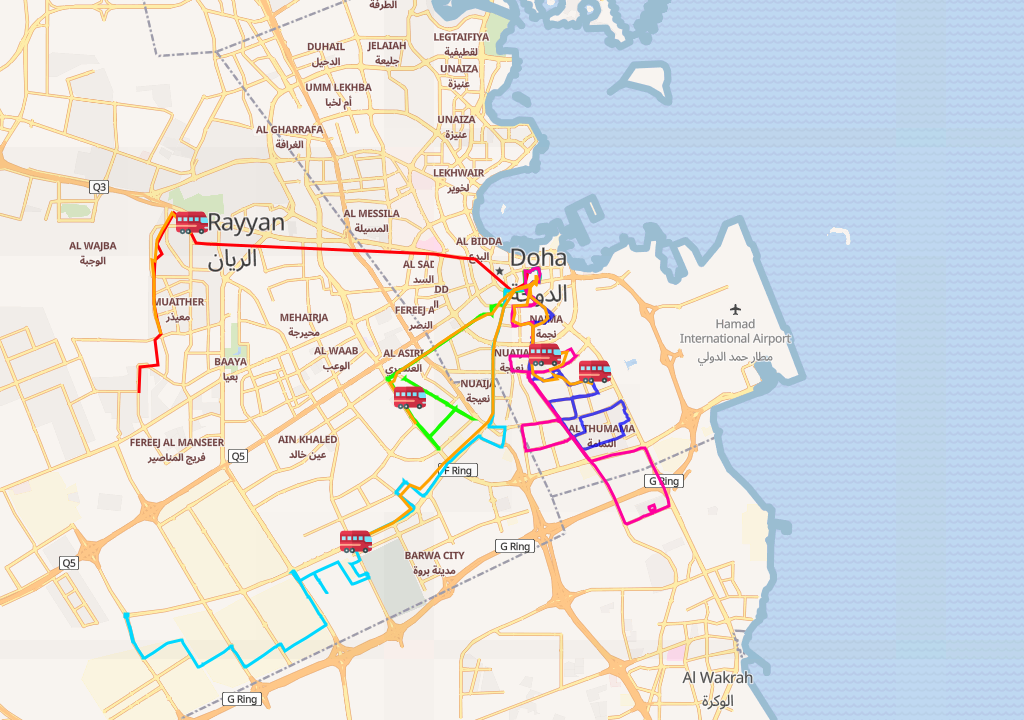 الطرفة
LEGTAIFIYA
لقطيفية
DUHAIL
الدحيل
JELAIAH
جليعة
UNAIZA
عنيزة
UMM LEKHBA
أم لخبا
AL GHARRAFA
الغرافة
UNAIZA
عنيزة
LEKHWAIR
لخوير
Q3
Rayyan
الريان
AL MESSILA
المسيلة
AL WAJBA
الوجبة
AL BIDDA
البدع
Doha
الدوحة
السد
MUAITHER
معيذر
MEHAIRJA
محيرجة
FEREEJ A
النصر
NAJMA
نجمة
Hamad
International Airport
مطار حمد الدولي
AL WAAB
الوعب
BAAYA
بعيا
AL ASIRI
العسيري
NUAIJA
نعيجة
NUAIJA
نعيجة
AL THUMAMA
الثمامة
FEREEJ AL MANSEER
فريج المناصير
Q5
AIN KHALED
عين خالد
F Ring
G Ring
G Ring
BARWA CITY
مدينة بروة
Q5
G Ring
Al Wakrah
الوكرة